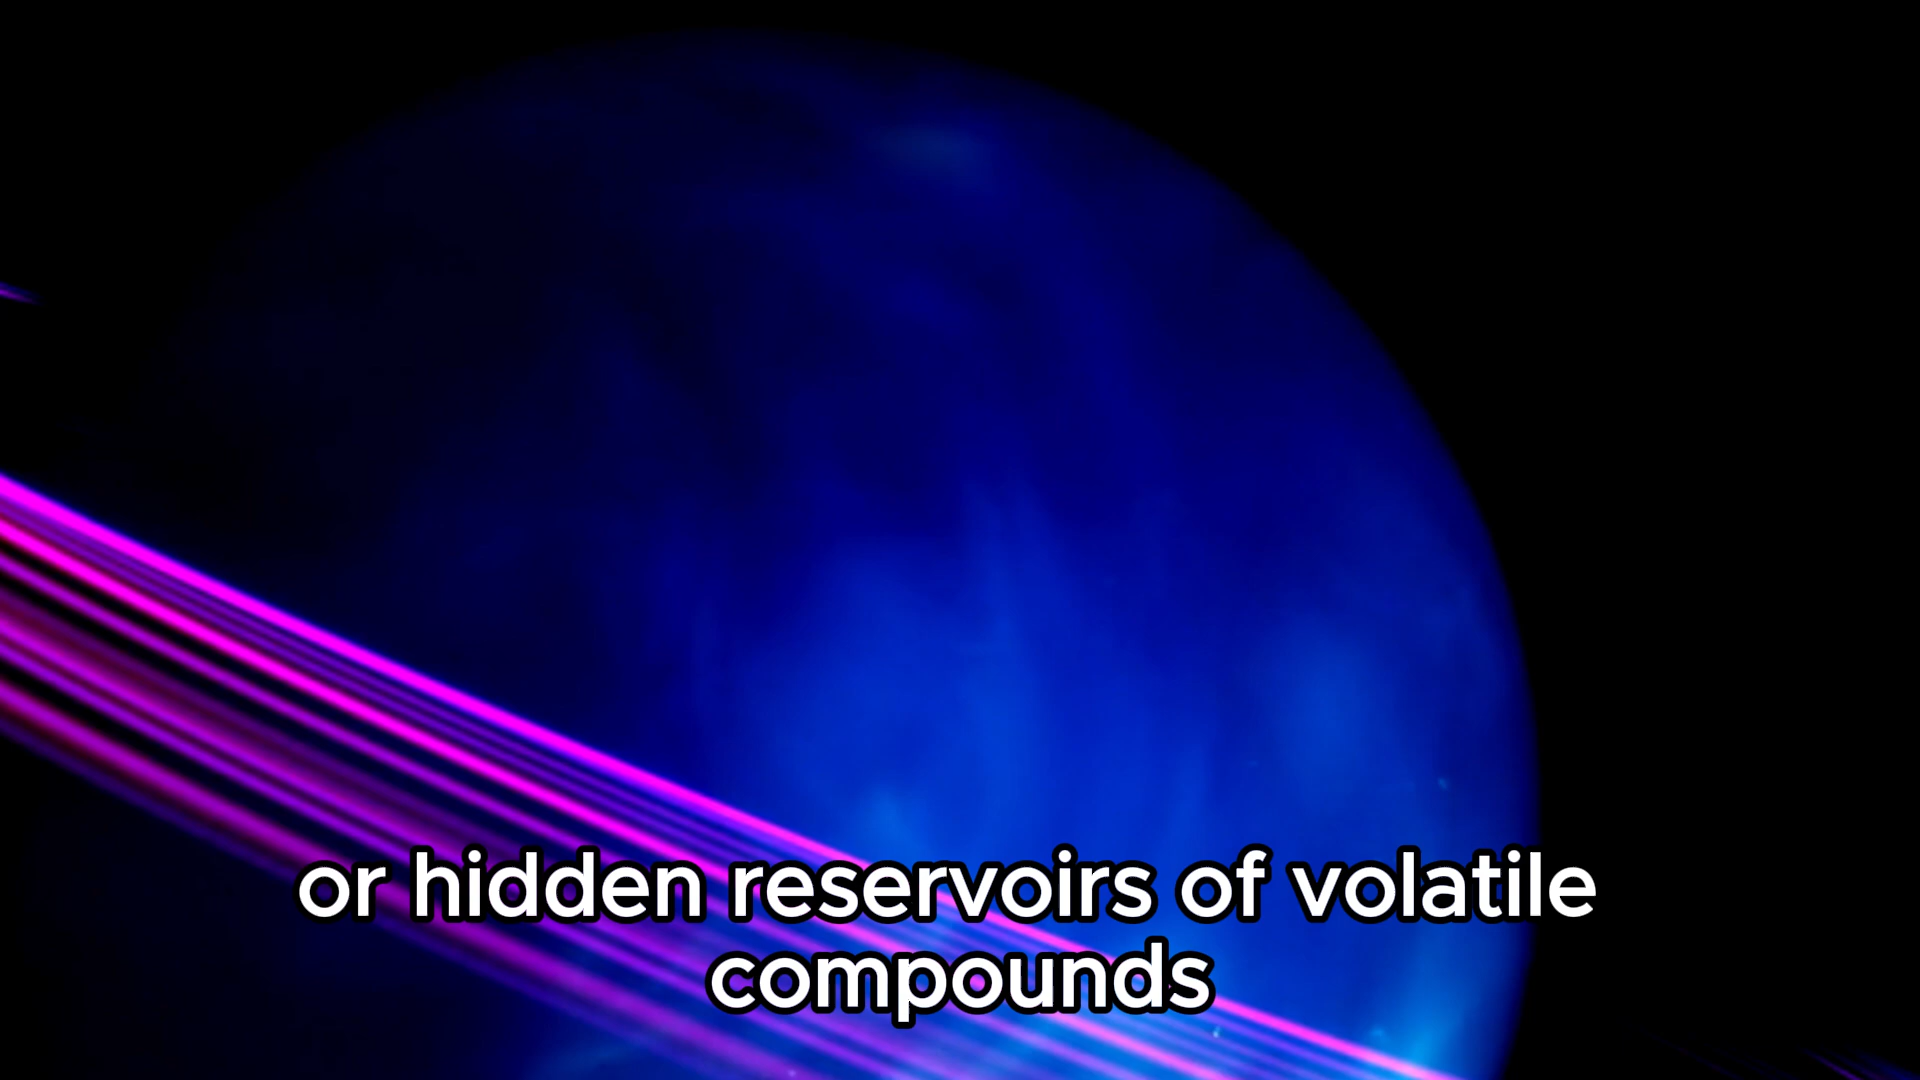 or hidden reservoirs of volatile
compounds